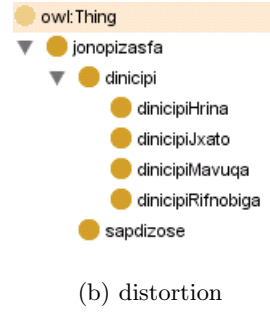 owl:Thing
jonopizasfa
dinicipi
dinicipiHrina
dinicipiJxato
dinicipiMavuqa
dinicipiRifnobiga
sapdizose
(b) distortion